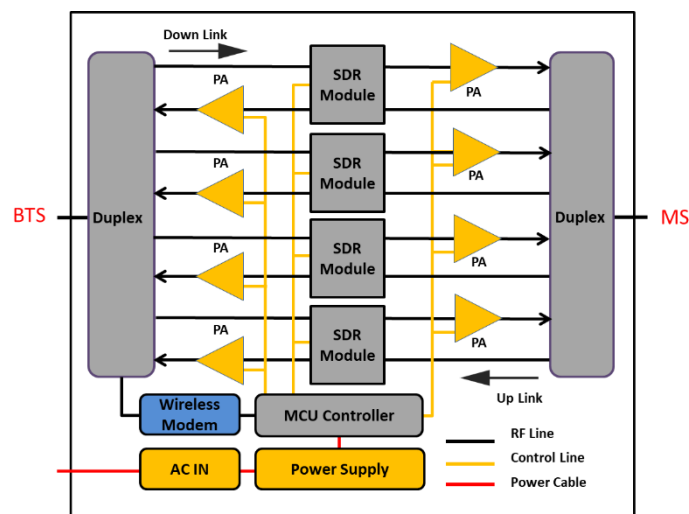 Down Link
PA
SDR
Module
PA
PA
SDR
Module
PA
BTS
Duplex
Duplex
MS
PA
SDR
Module
PA
PA
SDR
Module
PA
Up Link
Wireless
Modem
MCU Controller
AC IN
Power Supply
RF Line
Control Line
Power Cable